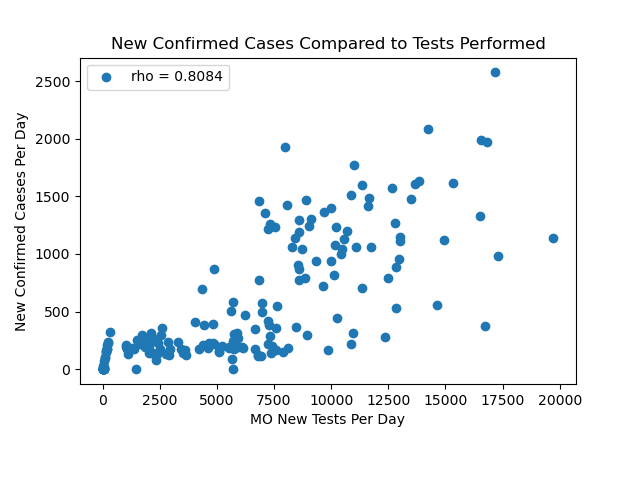 New Confirmed Cases Compared to Tests Performed
rho = 0.8084
New Confirmed Caeses Per Day
2500
2000
1500
1000
500
0
0 2500 5000 7500 10000 12500 15000 17500 20000
MO New Tests Per Day